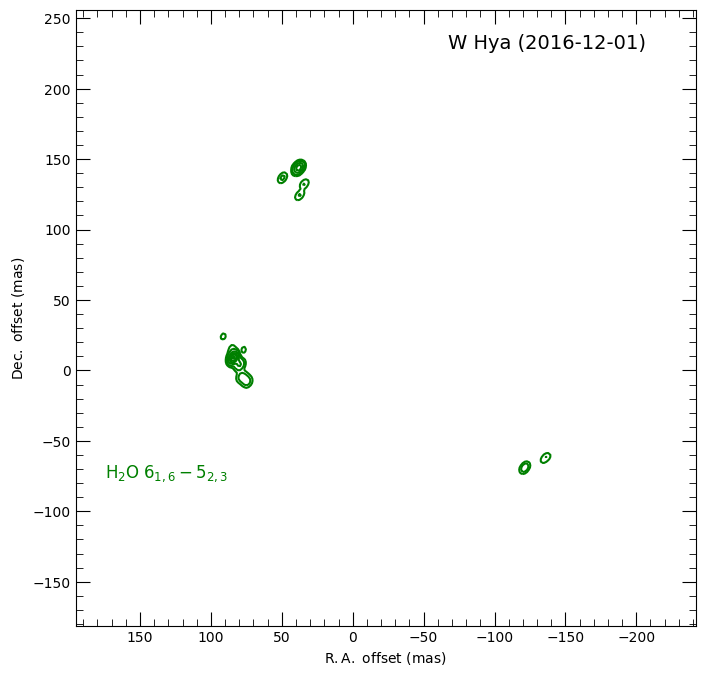 W Hya (2016-12-01)
250
200
150
100
50
0
−50
−100
−150
Dec. offset (mas)
H₂O 6₁,₆ − 5₂,₃
150 100 50 0 −50 −100 −150 −200
R.A. offset (mas)